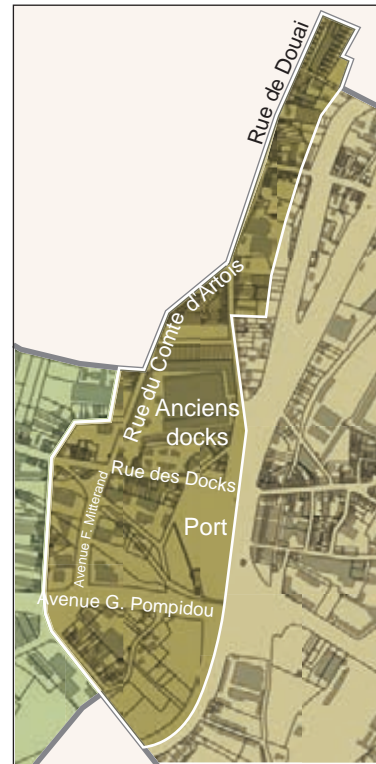 Rue de Douai
Rue du Comte d'Artois
Anciens
docks
Rue des Docks
Port
Avenue F. Mitterand
Avenue G. Pompidou